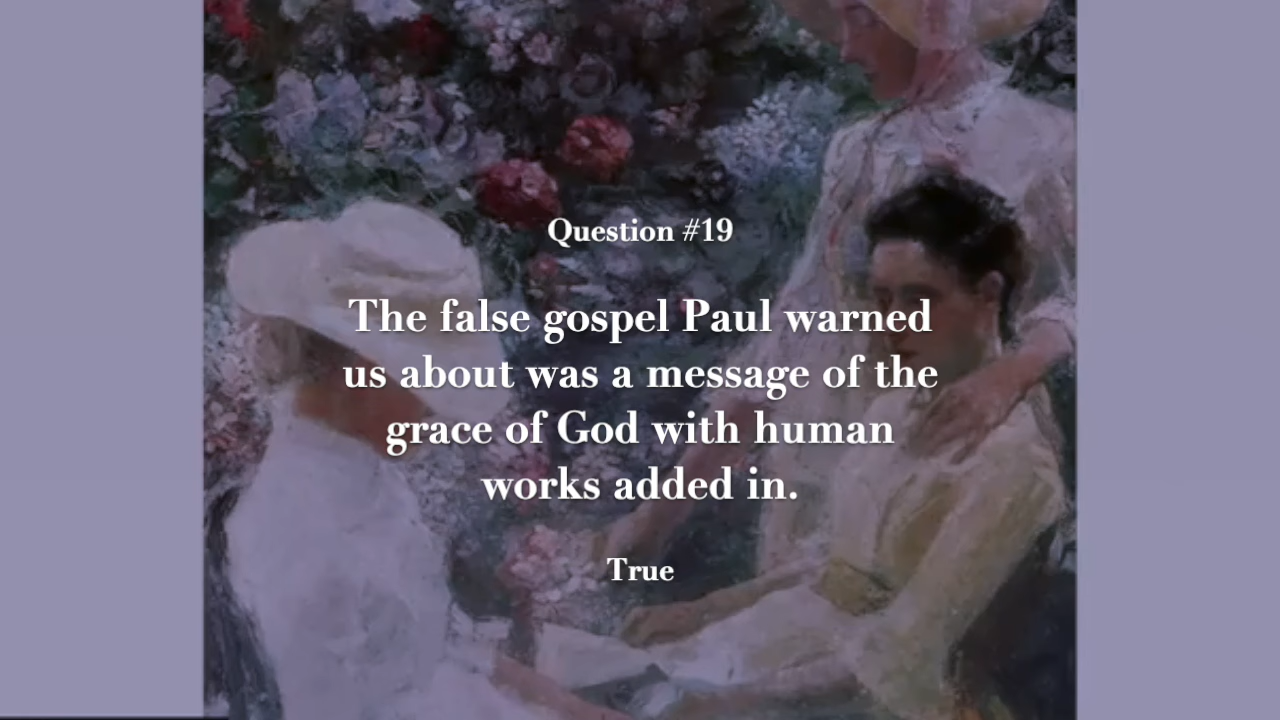 Question #19
The false gospel Paul warned
us about was a message of the
grace of God with human
works added in.
True